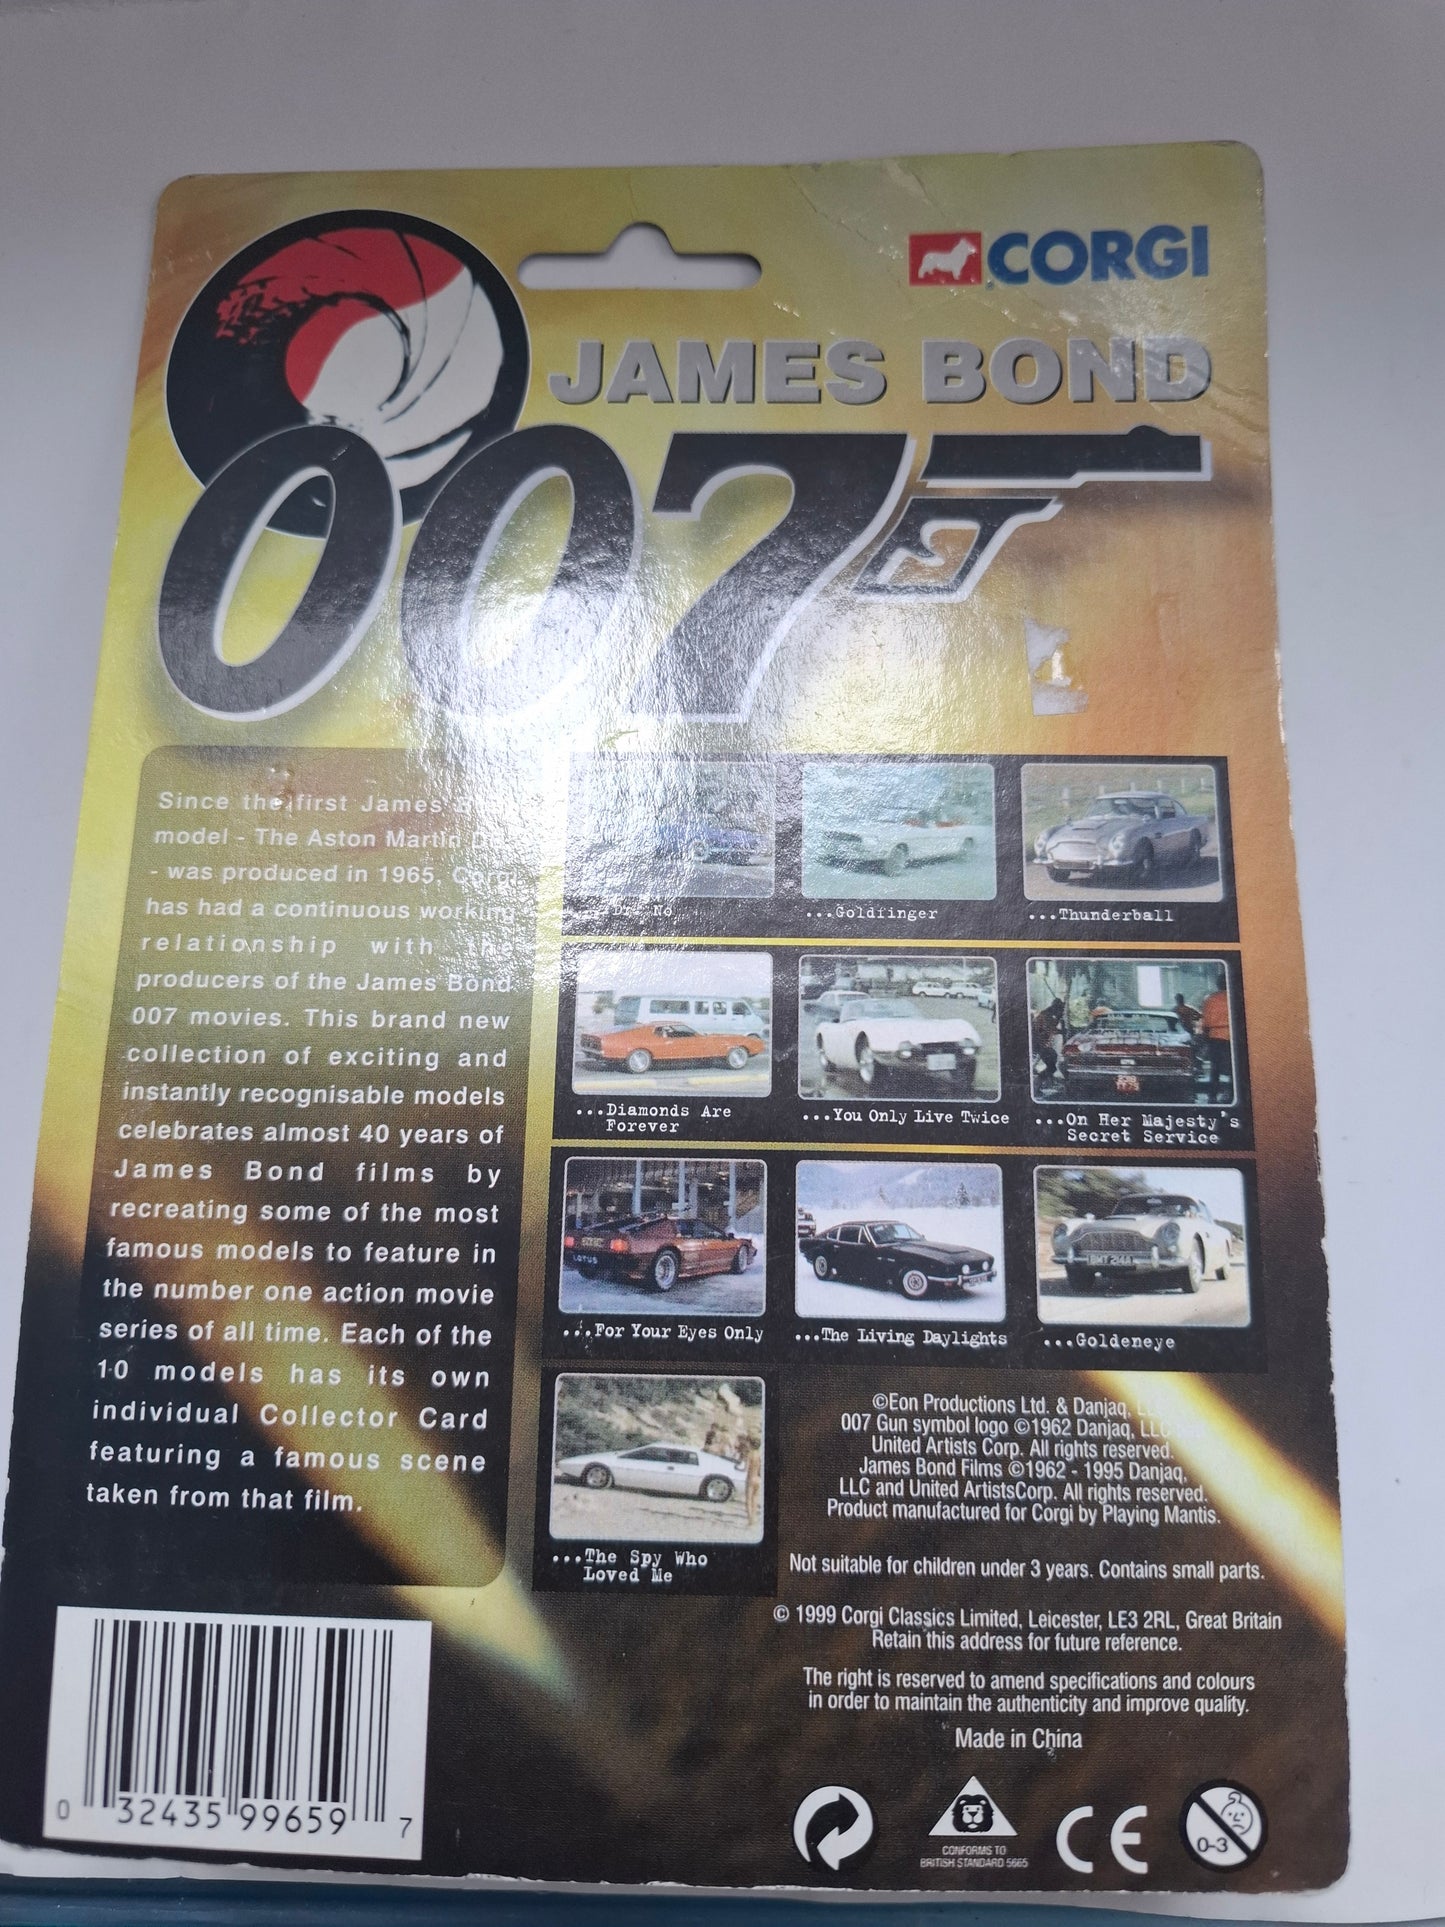 CORGI
JAMES BOND
007
Since the first James
model - The Aston Martin
- was produced in 1965, Corgi
has had a continuous working
relationship with the
producers of the James Bond
007 movies. This brand new
collection of exciting and
instantly recognisable models
celebrates almost 40 years of
James Bond films by
recreating some of the most
famous models to feature in
the number one action movie
series of all time. Each of the
10 models has its own
individual Collector Card
featuring a famous scene
taken from that film.
...Dr. No
...Goldfinger
...Thunderball
...Diamonds Are
Forever
...You Only Live Twice
...On Her Majesty's
Secret Service
LOTUS
...For Your Eyes Only
...The Living Daylights
BMT 214A
...Goldeneye
...The Spy Who
Loved Me
©Eon Productions Ltd. & Danjaq,
007 Gun symbol logo ©1962 Danjaq, LLC
United Artists Corp. All rights reserved.
James Bond Films ©1962 - 1995 Danjaq,
LLC and United ArtistsCorp. All rights reserved.
Product manufactured for Corgi by Playing Mantis.
Not suitable for children under 3 years. Contains small parts.
© 1999 Corgi Classics Limited, Leicester, LE3 2RL, Great Britain
Retain this address for future reference.
The right is reserved to amend specifications and colours
in order to maintain the authenticity and improve quality.
Made in China
0 32435 99659 7
CONFORMS TO
BRITISH STANDARD 5665
CE
0-3